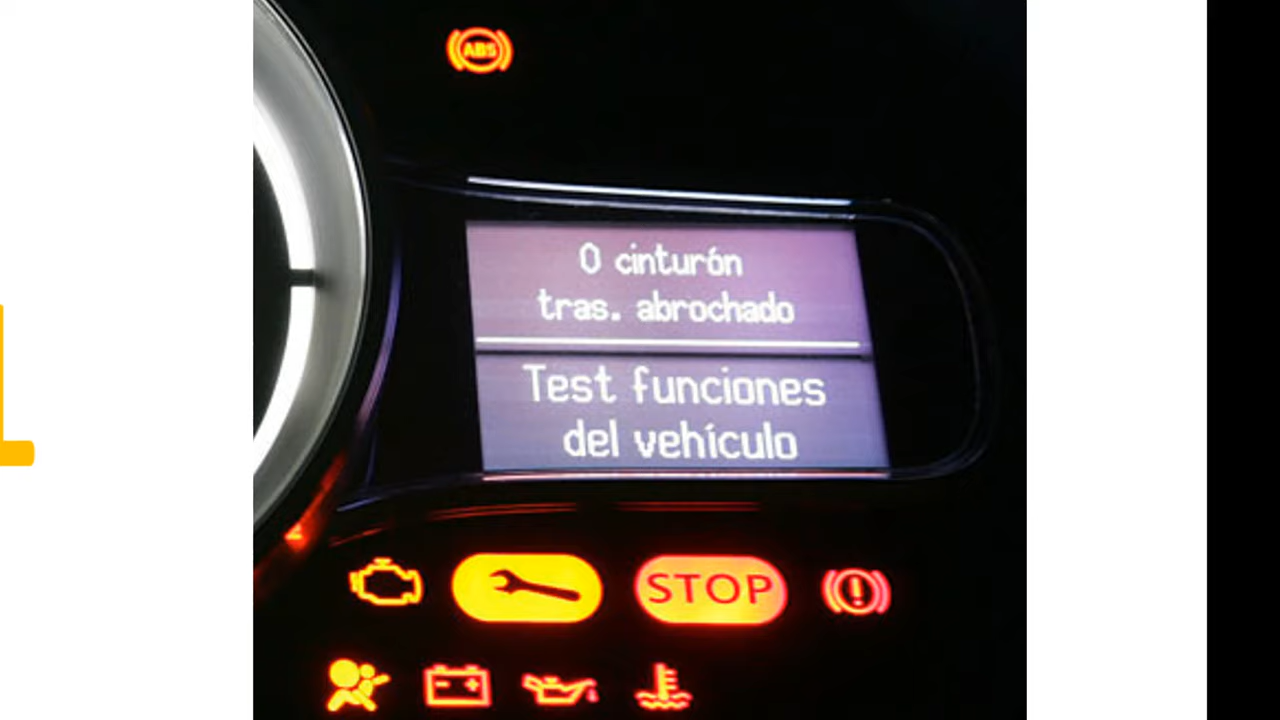 ABS
0 cinturón
tras. abrochado
Test funciones
del vehículo
STOP